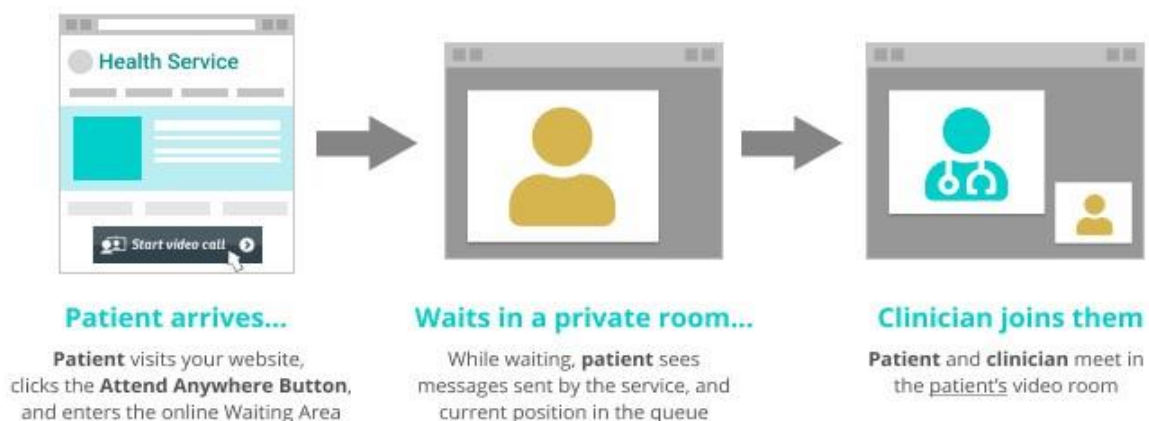 Health Service
Start video call
Patient arrives...
Patient visits your website,
clicks the Attend Anywhere Button,
and enters the online Waiting Area
Waits in a private room...
While waiting, patient sees
messages sent by the service, and
current position in the queue
Clinician joins them
Patient and clinician meet in
the patient's video room